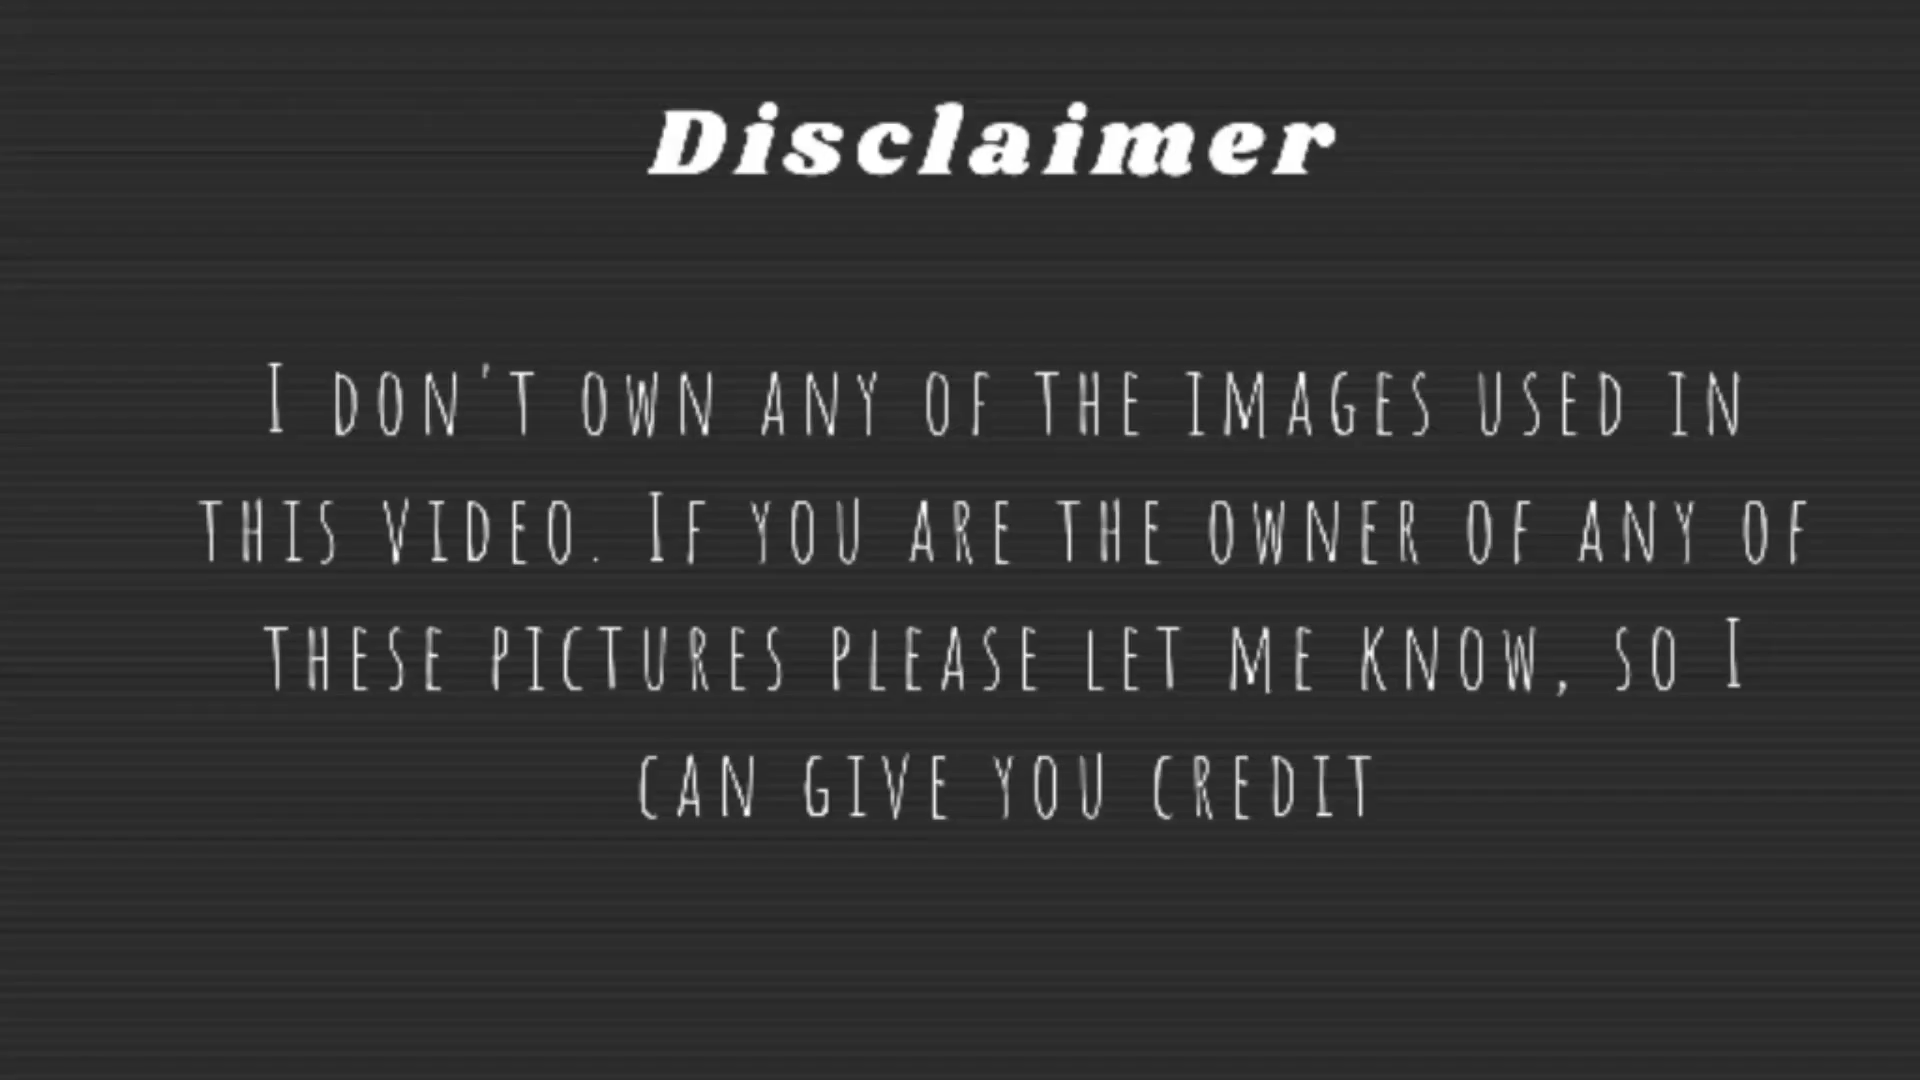 Disclaimer
I don't own any of the images used in
this video. If you are the owner of any of
these pictures please let me know, so I
can give you credit